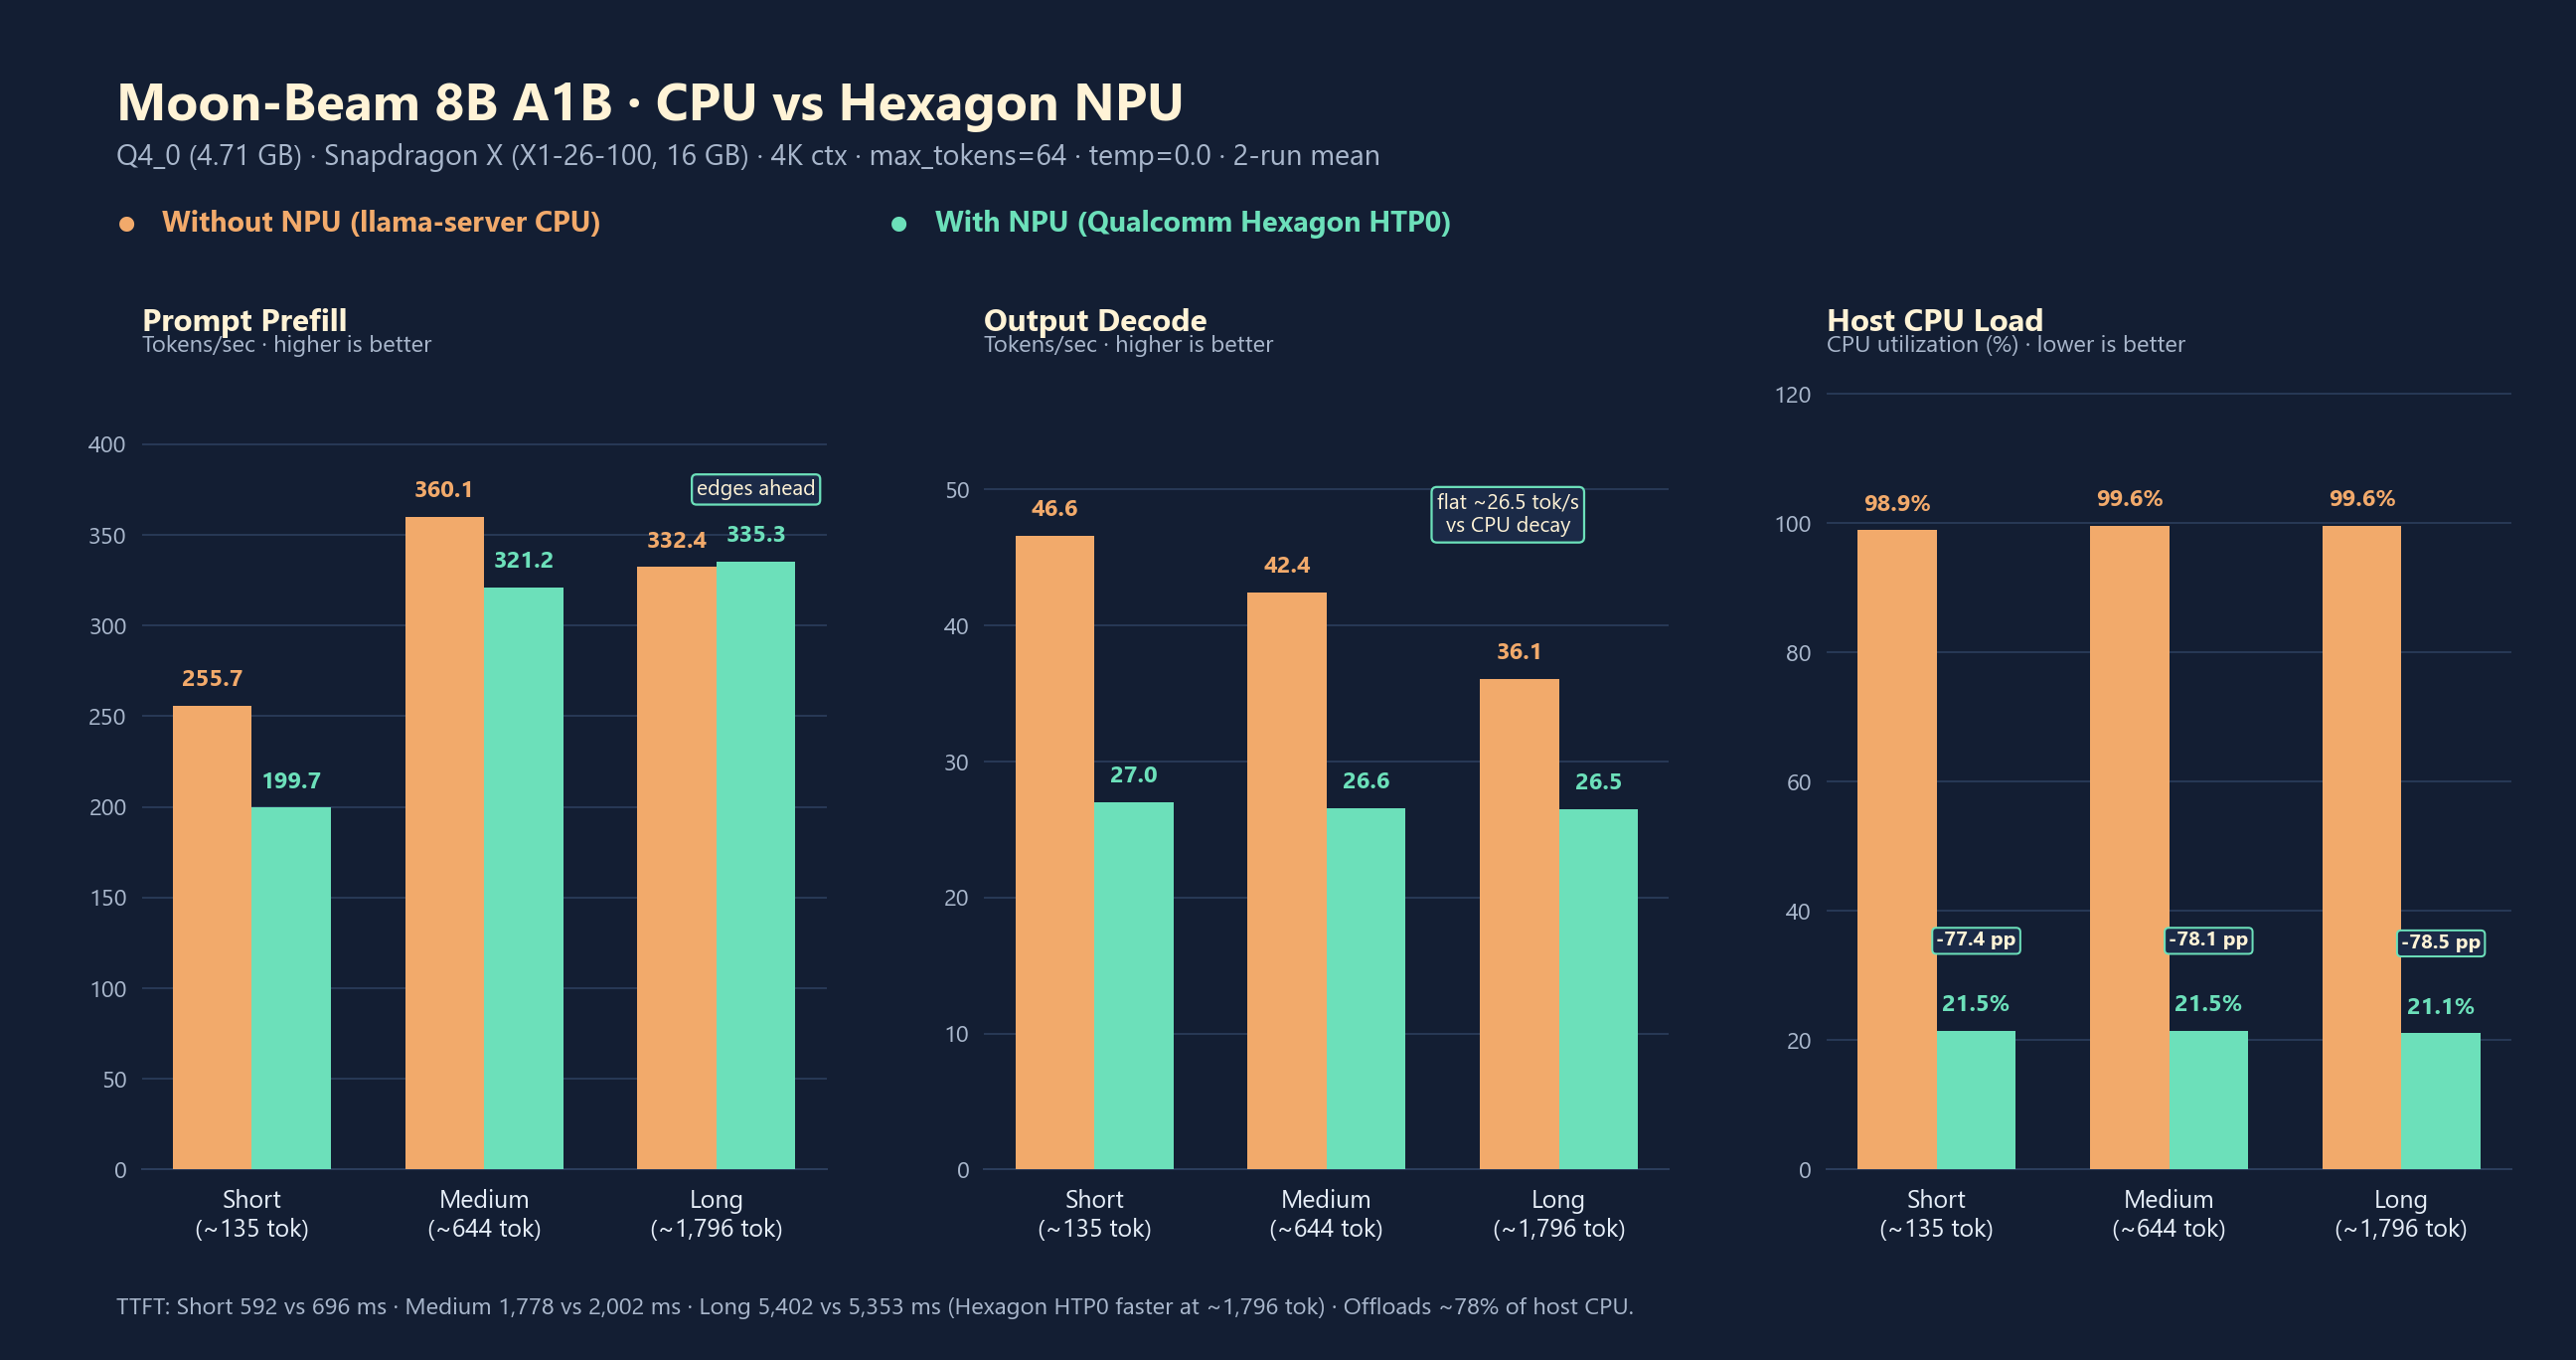 Moon-Beam 8B A1B · CPU vs Hexagon NPU
Q4_0 (4.71 GB) · Snapdragon X (X1-26-100, 16 GB) · 4K ctx · max_tokens=64 · temp=0.0 · 2-run mean
Without NPU (llama-server CPU)
With NPU (Qualcomm Hexagon HTP0)
Prompt Prefill
Tokens/sec · higher is better
400
350
300
250
200
150
100
50
0
255.7
199.7
360.1
321.2
332.4
335.3
edges ahead
Short
(~135 tok)
Medium
(~644 tok)
Long
(~1,796 tok)
Output Decode
Tokens/sec · higher is better
50
40
30
20
10
0
46.6
27.0
42.4
26.6
36.1
26.5
flat ~26.5 tok/s
vs CPU decay
Short
(~135 tok)
Medium
(~644 tok)
Long
(~1,796 tok)
Host CPU Load
CPU utilization (%) · lower is better
120
100
80
60
40
20
0
98.9%
21.5%
-77.4 pp
99.6%
21.5%
-78.1 pp
99.6%
21.1%
-78.5 pp
Short
(~135 tok)
Medium
(~644 tok)
Long
(~1,796 tok)
TTFT: Short 592 vs 696 ms · Medium 1,778 vs 2,002 ms · Long 5,402 vs 5,353 ms (Hexagon HTP0 faster at ~1,796 tok) · Offloads ~78% of host CPU.